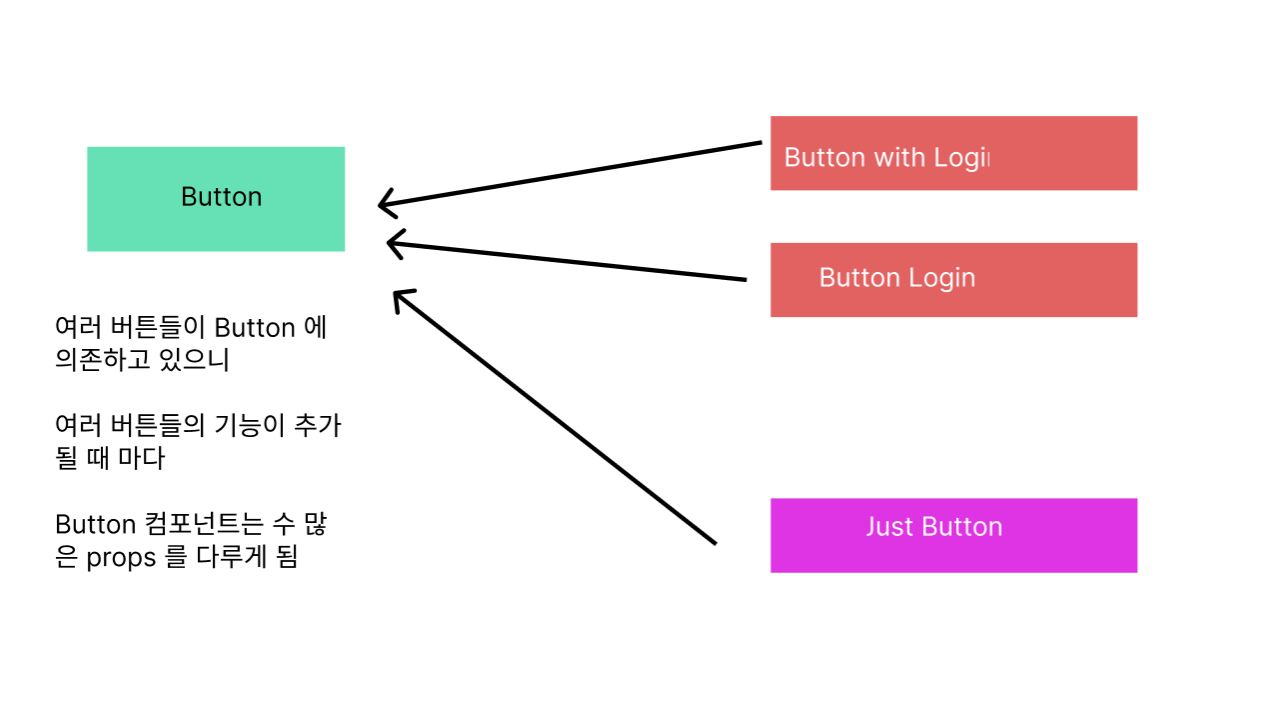 Button
여러 버튼들이 Button 에
의존하고 있으니
여러 버튼들의 기능이 추가
될 때 마다
Button 컴포넌트는 수 많
은 props 를 다루게 됨
Button with Logi
Button Login
Just Button